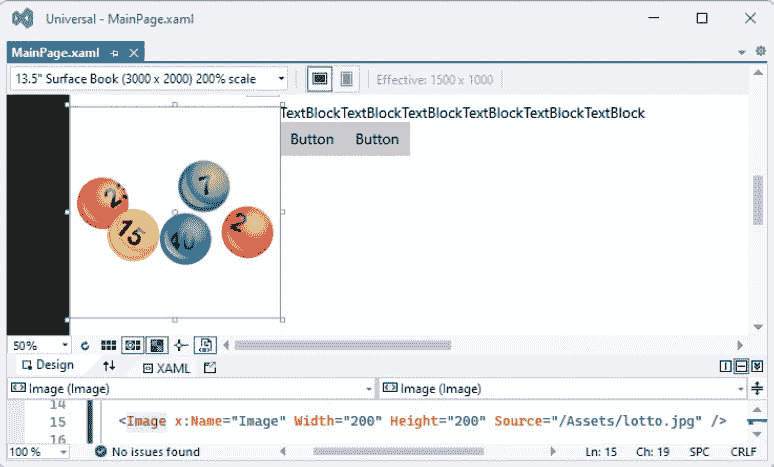 Universal - MainPage.xaml
MainPage.xaml
13.5" Surface Book (3000 x 2000) 200% scale
Effective: 1500 x 1000
TextBlockTextBlockTextBlockTextBlockTextBlockTextBlock
Button Button
7
2
15
40
2
50%
Design XAML
Image (Image) Image (Image)
14
15 <Image x:Name="Image" Width="200" Height="200" Source="/Assets/lotto.jpg" />
16
100 % No issues found Ln: 15 Ch: 19 SPC CRLF